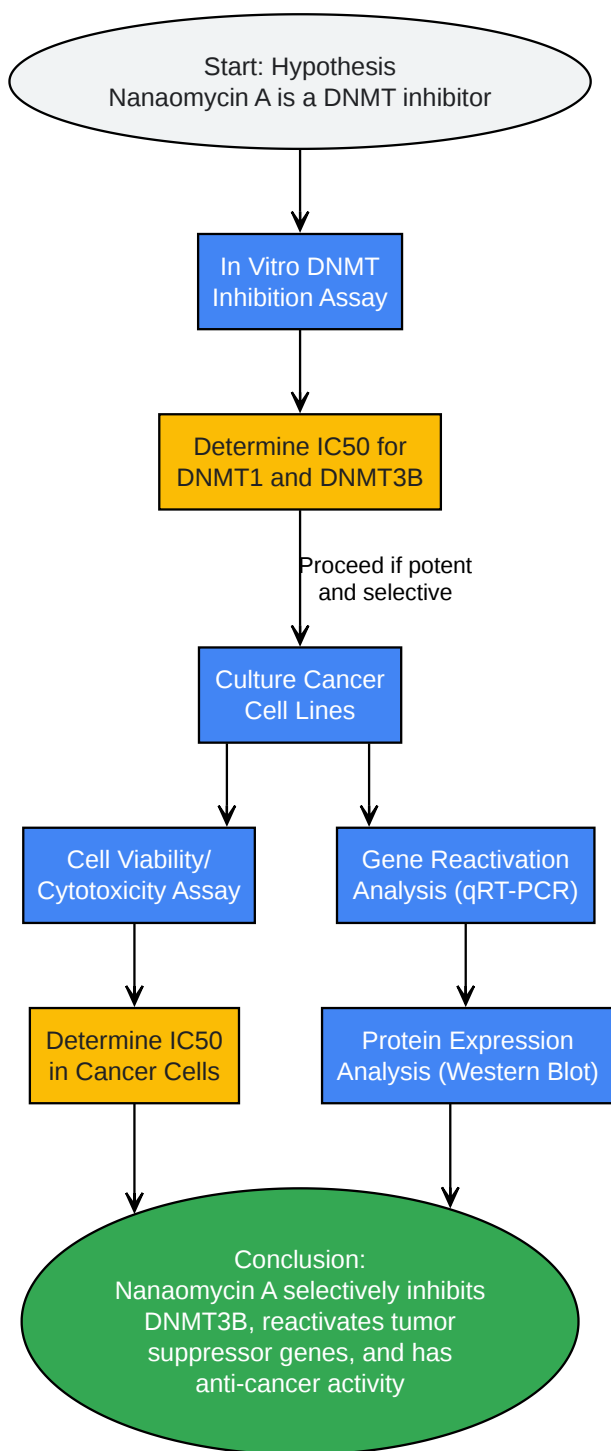 Start: Hypothesis
Nanaomycin A is a DNMT inhibitor
In Vitro DNMT
Inhibition Assay
Determine IC50 for
DNMT1 and DNMT3B
Proceed if potent
and selective
Culture Cancer
Cell Lines
Cell Viability/
Cytotoxicity Assay
Gene Reactivation
Analysis (qRT-PCR)
Determine IC50
in Cancer Cells
Protein Expression
Analysis (Western Blot)
Conclusion:
Nanaomycin A selectively inhibits
DNMT3B, reactivates tumor
suppressor genes, and has
anti-cancer activity